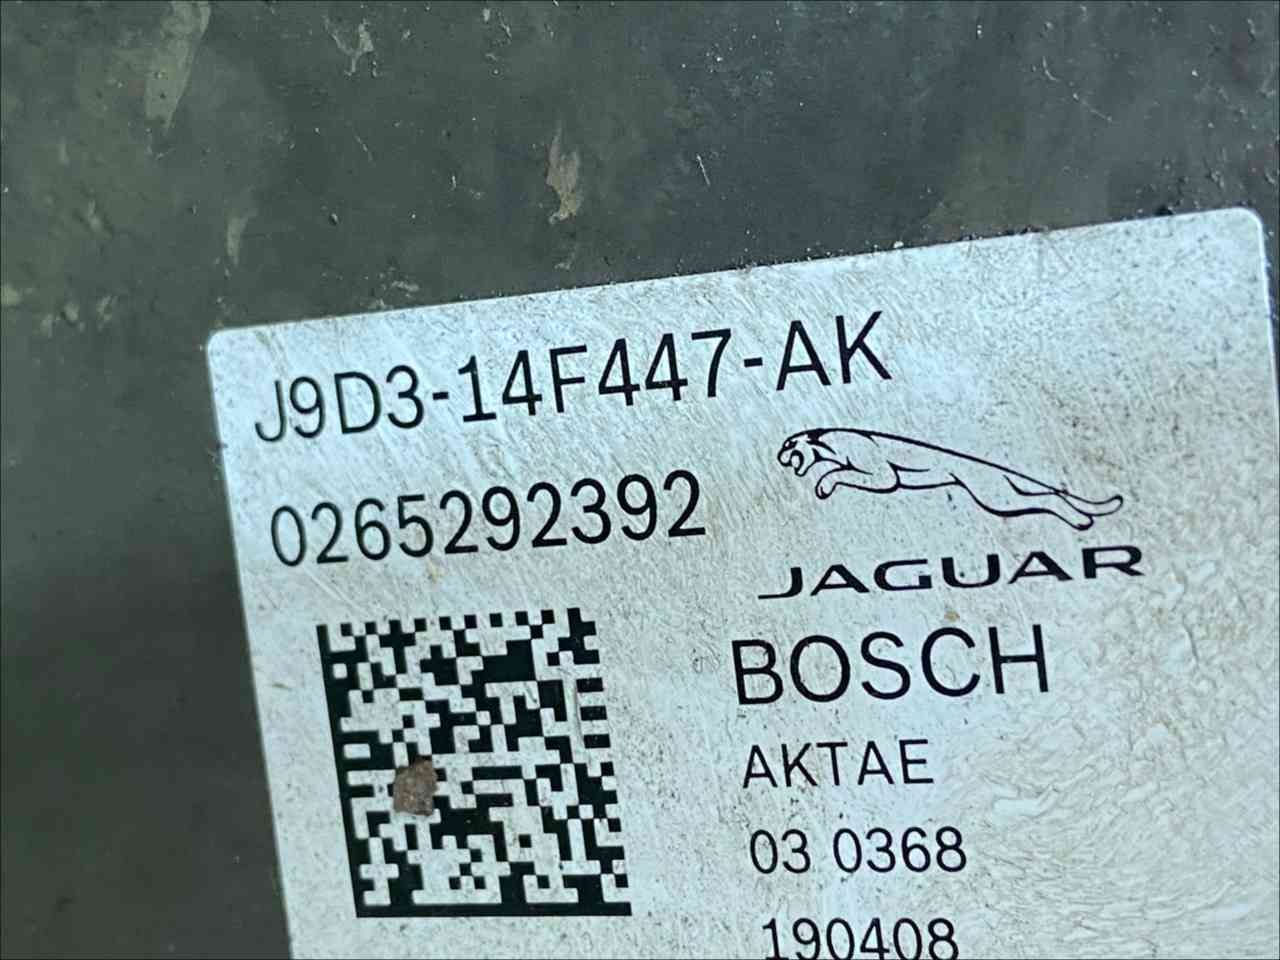 J9D3-14F447-AK
0265292392
JAGUAR
BOSCH
AKTAE
03 0368
190408